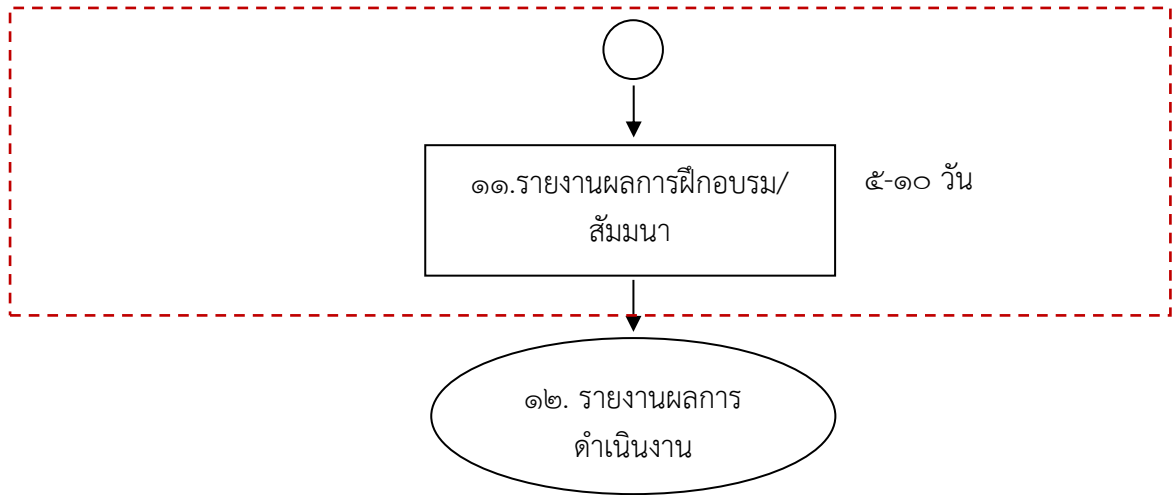 ๑๑.รายงานผลการฝึกอบรม/
สัมมนา
๕-๑๐ วัน
๑๒. รายงานผลการ
ดำเนินงาน